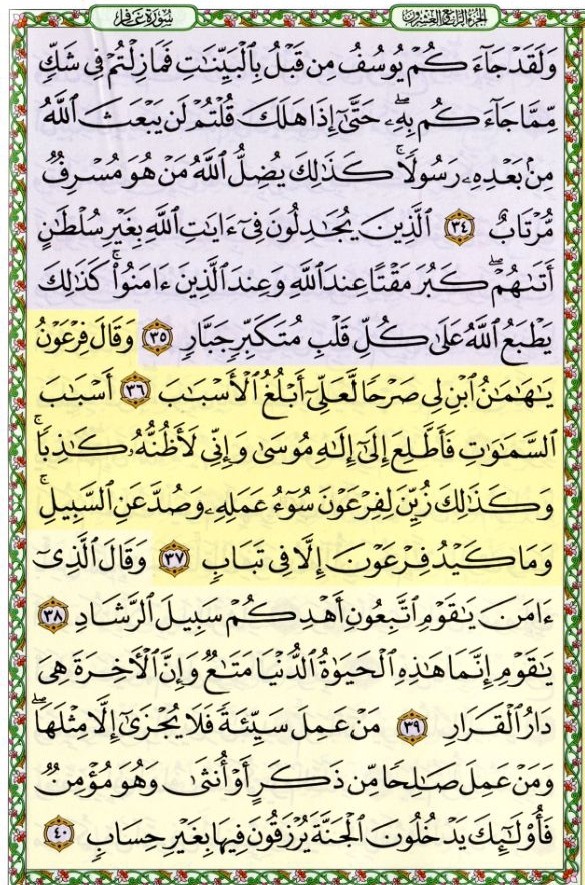 سُورَةُ غَافِر
الجزء الرابع والعشرون
وَلَقَدْ جَآءَكُمْ يُوسُفُ مِن قَبْلُ بِٱلْبَيِّنَٰتِ فَمَا زِلْتُمْ فِى شَكٍّ
مِّمَّا جَآءَكُم بِهِۦ ۖ حَتَّىٰٓ إِذَا هَلَكَ قُلْتُمْ لَن يَبْعَثَ ٱللَّهُ
مِنۢ بَعْدِهِۦ رَسُولًا ۚ كَذَٰلِكَ يُضِلُّ ٱللَّهُ مَنْ هُوَ مُسْرِفٌ
مُّرْتَابٌ ٣٤ ٱلَّذِينَ يُجَٰدِلُونَ فِىٓ ءَايَٰتِ ٱللَّهِ بِغَيْرِ سُلْطَٰنٍ
أَتَىٰهُمْ ۖ كَبُرَ مَقْتًا عِندَ ٱللَّهِ وَعِندَ ٱلَّذِينَ ءَامَنُوا۟ ۚ كَذَٰلِكَ
يَطْبَعُ ٱللَّهُ عَلَىٰ كُلِّ قَلْبِ مُتَكَبِّرٍ جَبَّارٍ ٣٥ وَقَالَ فِرْعَوْنُ
يَٰهَٰمَٰنُ ٱبْنِ لِى صَرْحًا لَّعَلِّىٓ أَبْلُغُ ٱلْأَسْبَٰبَ ٣٦ أَسْبَٰبَ
ٱلسَّمَٰوَٰتِ فَأَطَّلِعَ إِلَىٰٓ إِلَٰهِ مُوسَىٰ وَإِنِّى لَأَظُنُّهُۥ كَٰذِبًا ۚ
وَكَذَٰلِكَ زُيِّنَ لِفِرْعَوْنَ سُوٓءُ عَمَلِهِۦ وَصُدَّ عَنِ ٱلسَّبِيلِ ۚ
وَمَا كَيْدُ فِرْعَوْنَ إِلَّا فِى تَبَابٍ ٣٧ وَقَالَ ٱلَّذِىٓ
ءَامَنَ يَٰقَوْمِ ٱتَّبِعُونِ أَهْدِكُمْ سَبِيلَ ٱلرَّشَادِ ٣٨
يَٰقَوْمِ إِنَّمَا هَٰذِهِ ٱلْحَيَوٰةُ ٱلدُّنْيَا مَتَٰعٌ وَإِنَّ ٱلْءَاخِرَةَ هِىَ
دَارُ ٱلْقَرَارِ ٣٩ مَنْ عَمِلَ سَيِّئَةً فَلَا يُجْزَىٰٓ إِلَّا مِثْلَهَا ۖ
وَمَنْ عَمِلَ صَٰلِحًا مِّن ذَكَرٍ أَوْ أُنثَىٰ وَهُوَ مُؤْمِنٌ
فَأُو۟لَٰٓئِكَ يَدْخُلُونَ ٱلْجَنَّةَ يُرْزَقُونَ فِيهَا بِغَيْرِ حِسَابٍ ٤٠